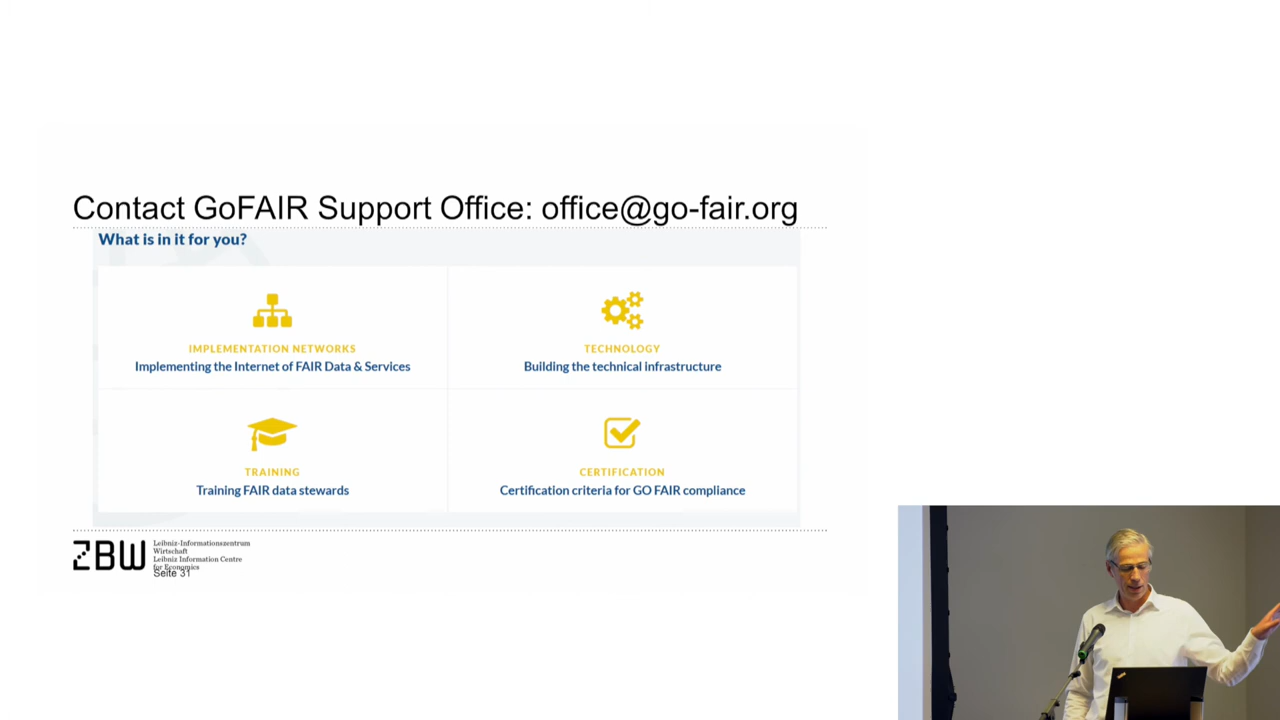 Contact GoFAIR Support Office: office@go-fair.org
What is in it for you?
IMPLEMENTATION NETWORKS
Implementing the Internet of FAIR Data & Services
TECHNOLOGY
Building the technical infrastructure
TRAINING
Training FAIR data stewards
CERTIFICATION
Certification criteria for GO FAIR compliance
ZBW
Leibniz-Informationszentrum
Wirtschaft
Leibniz Information Centre
for Economics
Seite 31